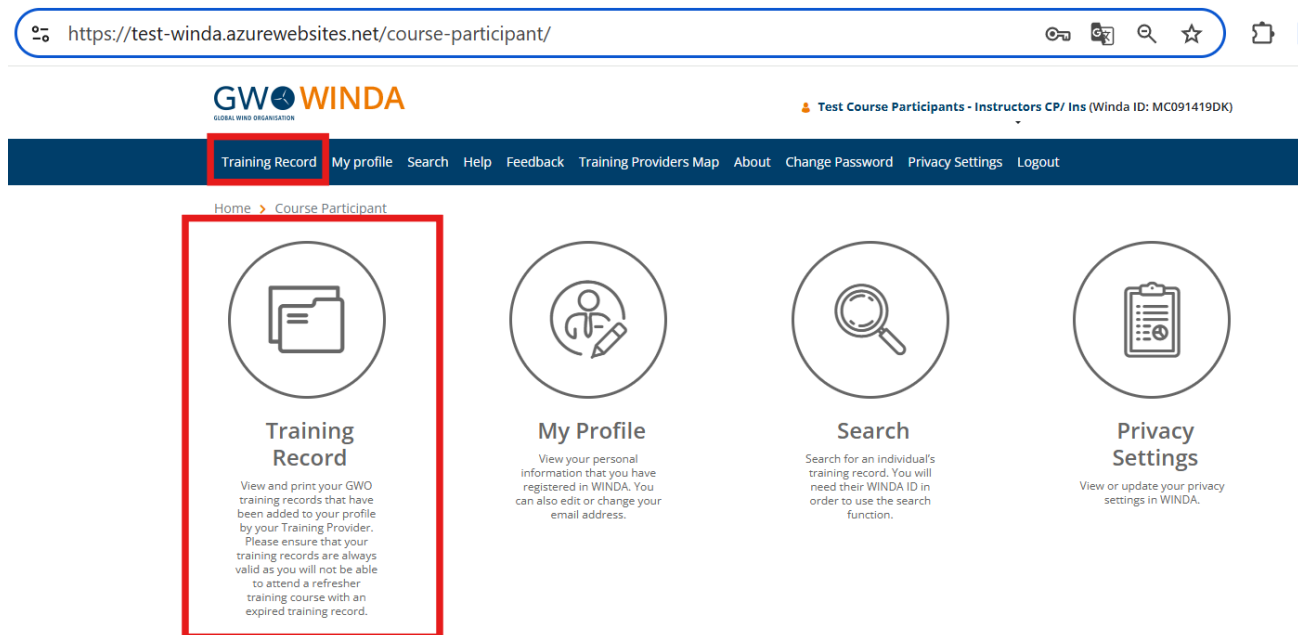 https://test-winda.azurewebsites.net/course-participant/
GWO WINDA
GLOBAL WIND ORGANISATION
Test Course Participants - Instructors CP/ Ins (Winda ID: MC091419DK)
Training Record My profile Search Help Feedback Training Providers Map About Change Password Privacy Settings Logout
Home > Course Participant
Training
Record
View and print your GWO
training records that have
been added to your profile
by your Training Provider.
Please ensure that your
training records are always
valid as you will not be able
to attend a refresher
training course with an
expired training record.
My Profile
View your personal
information that you have
registered in WINDA. You
can also edit or change your
email address.
Search
Search for an individual's
training record. You will
need their WINDA ID in
order to use the search
function.
Privacy
Settings
View or update your privacy
settings in WINDA.